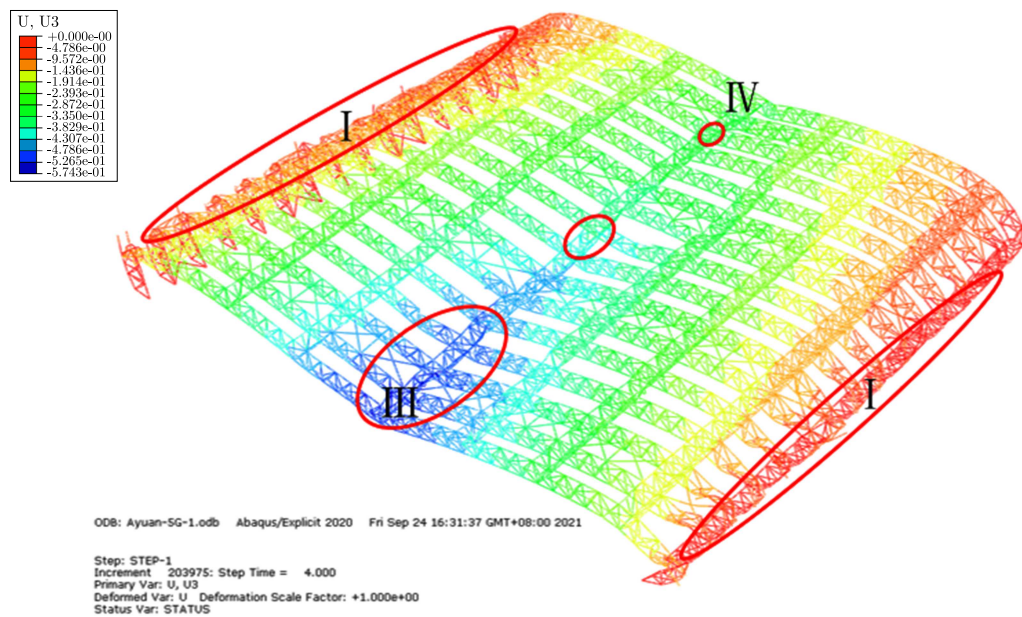 U, U3
+0.000e-00
-4.786e-00
-9.572e-00
-1.436e-01
-1.914e-01
-2.393e-01
-2.872e-01
-3.350e-01
-3.829e-01
-4.307e-01
-4.786e-01
-5.265e-01
-5.743e-01
IV
I
III
I
ODB: Ayuan-SG-1.odb Abaqus/Explicit 2020 Fri Sep 24 16:31:37 GMT+08:00 2021
Step: STEP-1
Increment 203975: Step Time = 4.000
Primary Var: U, U3
Deformed Var: U Deformation Scale Factor: +1.000e+00
Status Var: STATUS